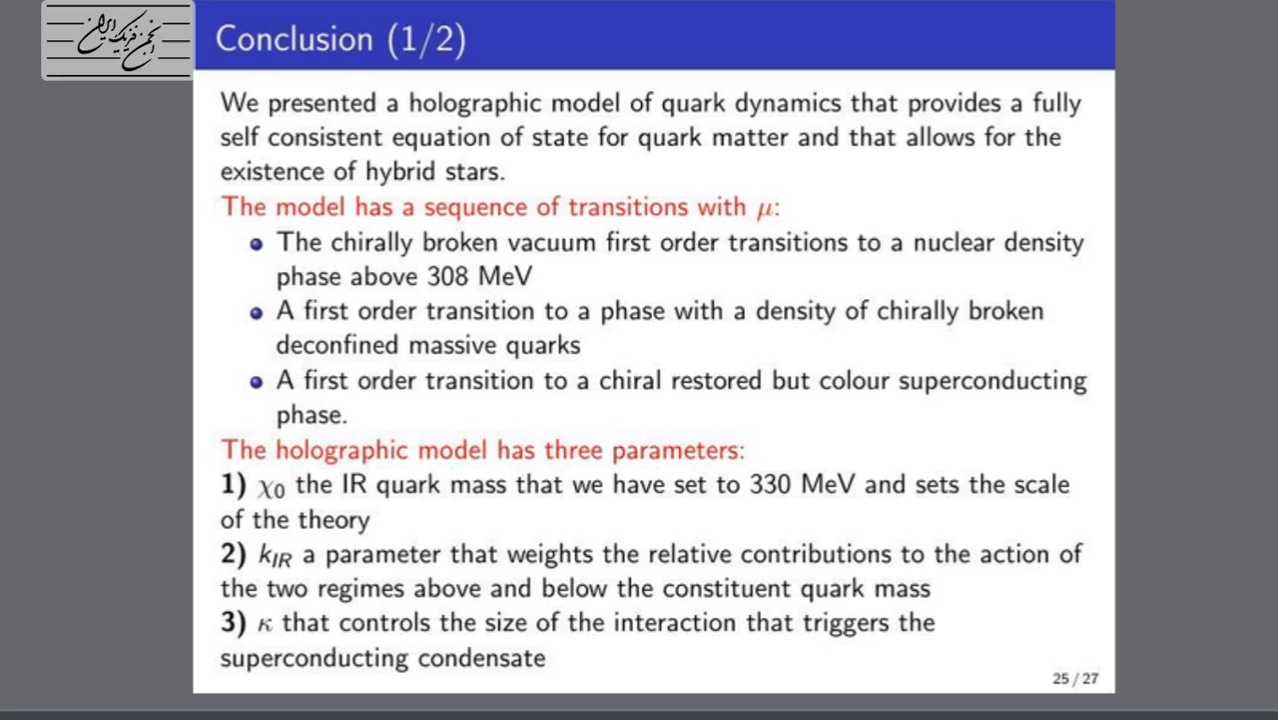 انجمن فیزیک ایران
Conclusion (1/2)
We presented a holographic model of quark dynamics that provides a fully
self consistent equation of state for quark matter and that allows for the
existence of hybrid stars.
The model has a sequence of transitions with μ:
• The chirally broken vacuum first order transitions to a nuclear density
phase above 308 MeV
• A first order transition to a phase with a density of chirally broken
deconfined massive quarks
• A first order transition to a chiral restored but colour superconducting
phase.
The holographic model has three parameters:
1) χ0 the IR quark mass that we have set to 330 MeV and sets the scale
of the theory
2) kIR a parameter that weights the relative contributions to the action of
the two regimes above and below the constituent quark mass
3) κ that controls the size of the interaction that triggers the
superconducting condensate
25 / 27